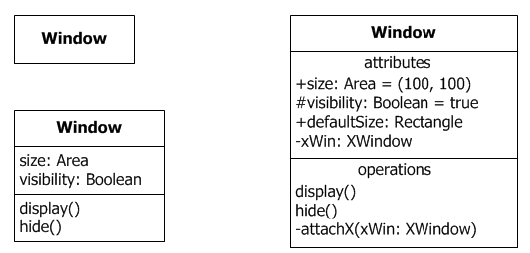 Window
Window
size: Area
visibility: Boolean
display()
hide()
Window
attributes
+size: Area = (100, 100)
#visibility: Boolean = true
+defaultSize: Rectangle
-xWin: XWindow
operations
display()
hide()
-attachX(xWin: XWindow)